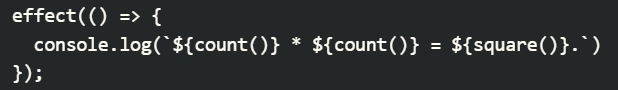 effect(() => {
console.log(`${count()} * ${count()} = ${square()}.`)
});